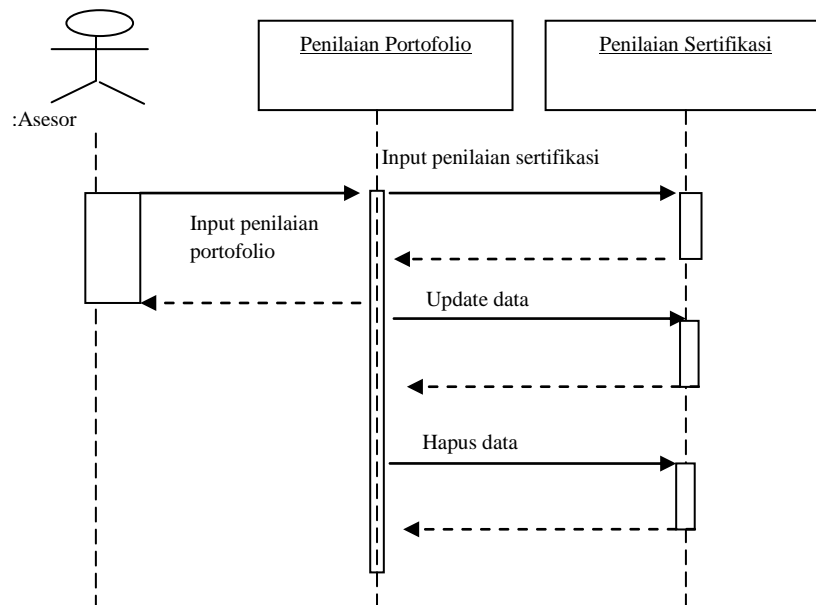 Penilaian Portofolio
Penilaian Sertifikasi
:Asesor
Input penilaian sertifikasi
Input penilaian
portofolio
Update data
Hapus data